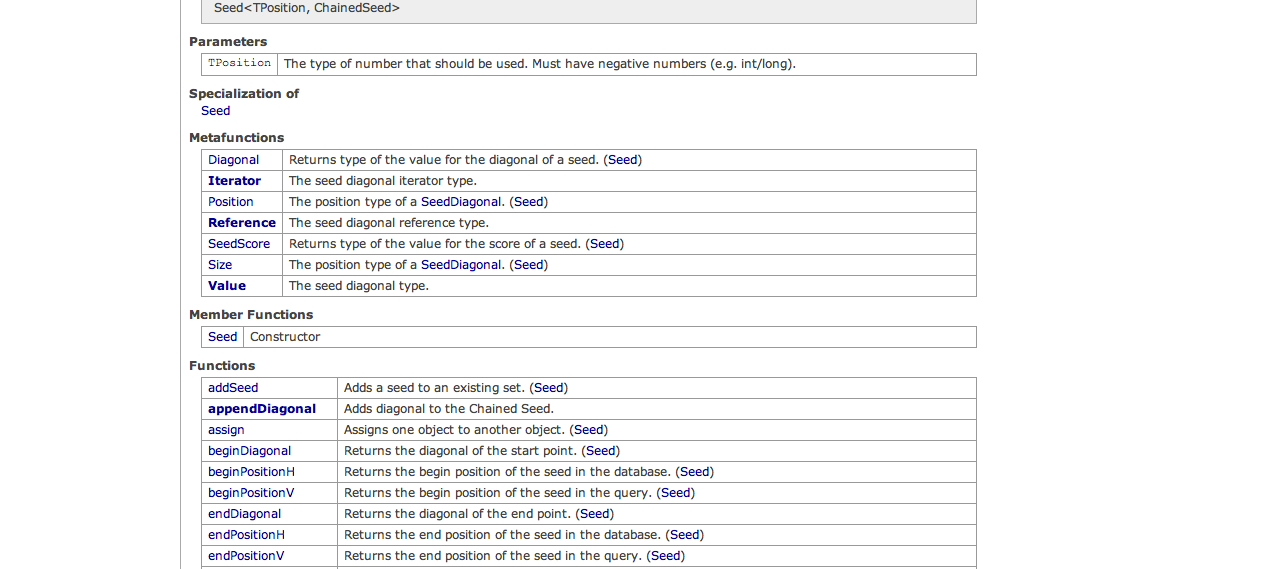 Seed<TPosition, ChainedSeed>
Parameters
TPosition The type of number that should be used. Must have negative numbers (e.g. int/long).
Specialization of
Seed
Metafunctions
Diagonal Returns type of the value for the diagonal of a seed. (Seed)
Iterator The seed diagonal iterator type.
Position The position type of a SeedDiagonal. (Seed)
Reference The seed diagonal reference type.
SeedScore Returns type of the value for the score of a seed. (Seed)
Size The position type of a SeedDiagonal. (Seed)
Value The seed diagonal type.
Member Functions
Seed Constructor
Functions
addSeed Adds a seed to an existing set. (Seed)
appendDiagonal Adds diagonal to the Chained Seed.
assign Assigns one object to another object. (Seed)
beginDiagonal Returns the diagonal of the start point. (Seed)
beginPositionH Returns the begin position of the seed in the database. (Seed)
beginPositionV Returns the begin position of the seed in the query. (Seed)
endDiagonal Returns the diagonal of the end point. (Seed)
endPositionH Returns the end position of the seed in the database. (Seed)
endPositionV Returns the end position of the seed in the query. (Seed)